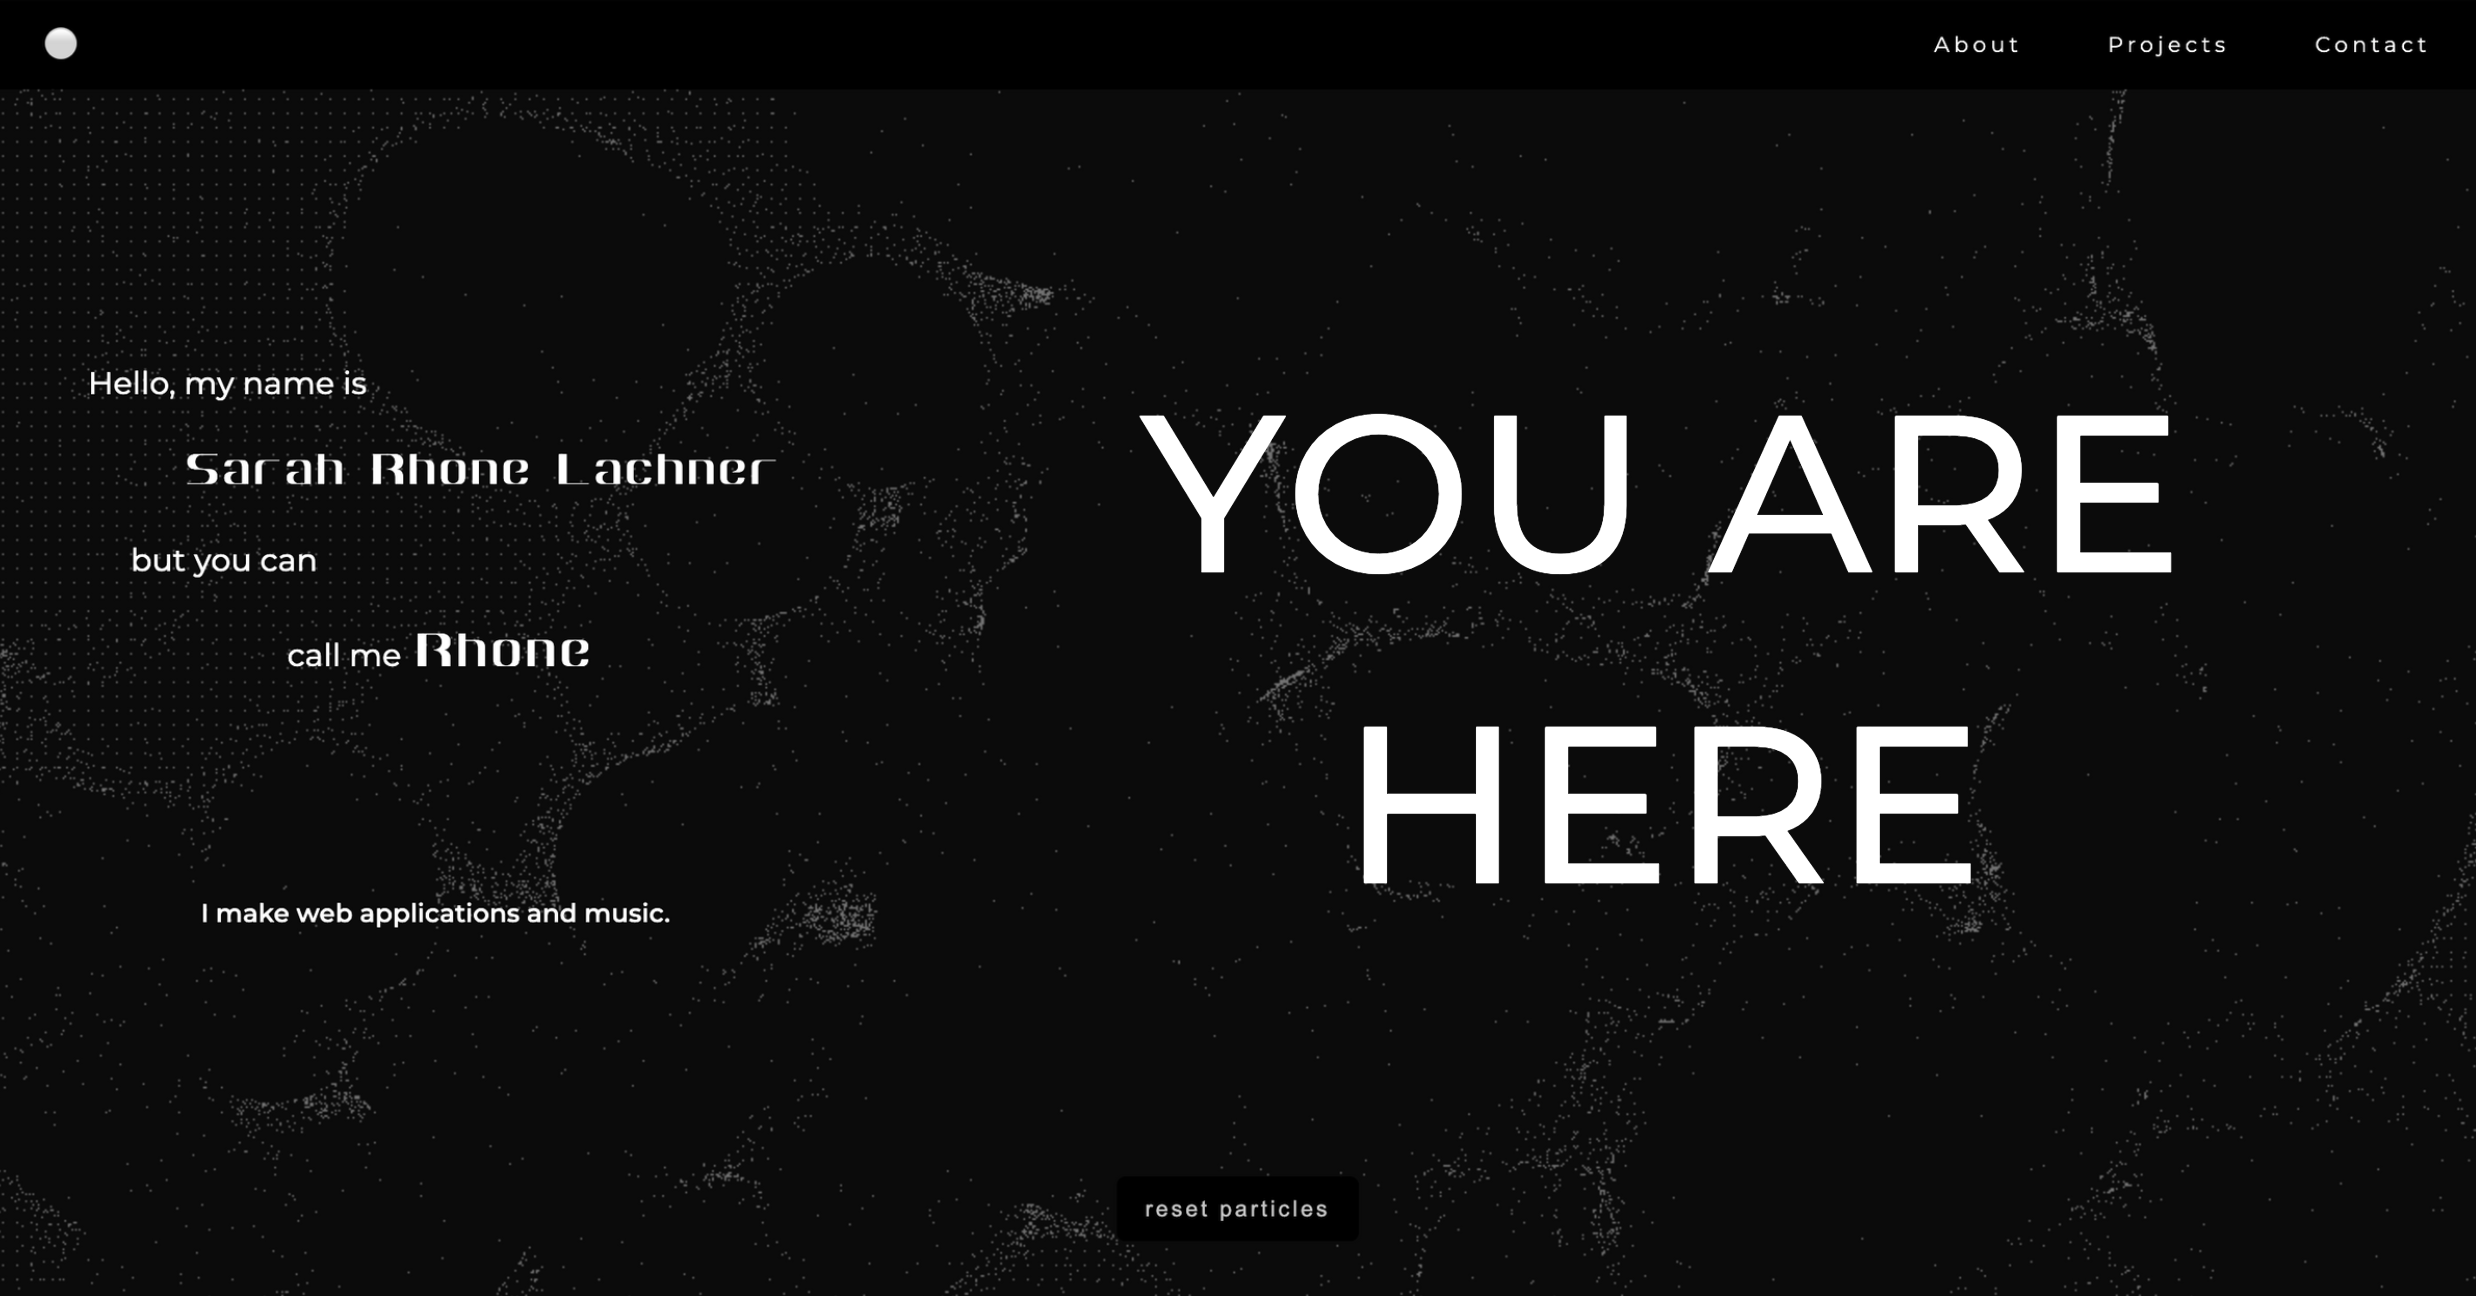 About Projects Contact
Hello, my name is
Sarah Rhone Lachner
but you can
call me Rhone
I make web applications and music.
YOU ARE
HERE
reset particles